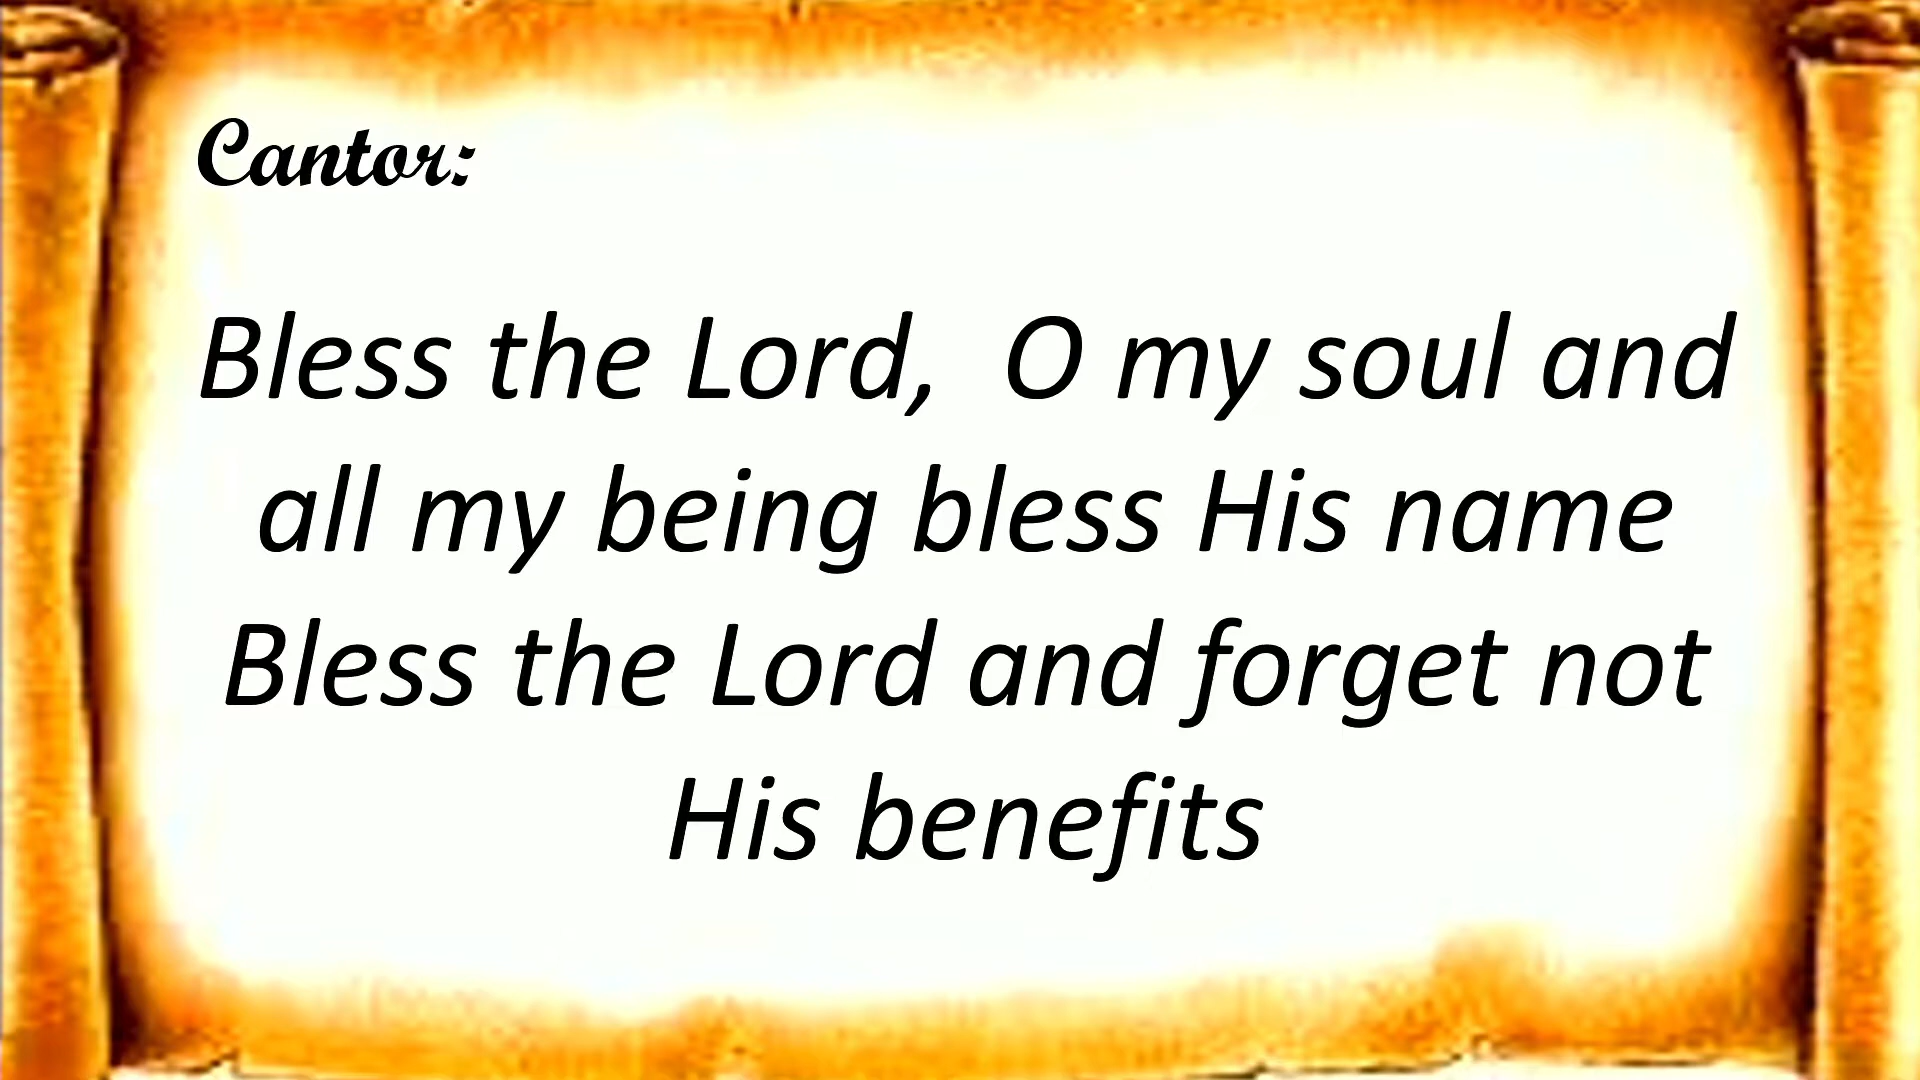 Cantor:
Bless the Lord,  O my soul and
all my being bless His name
Bless the Lord and forget not
His benefits